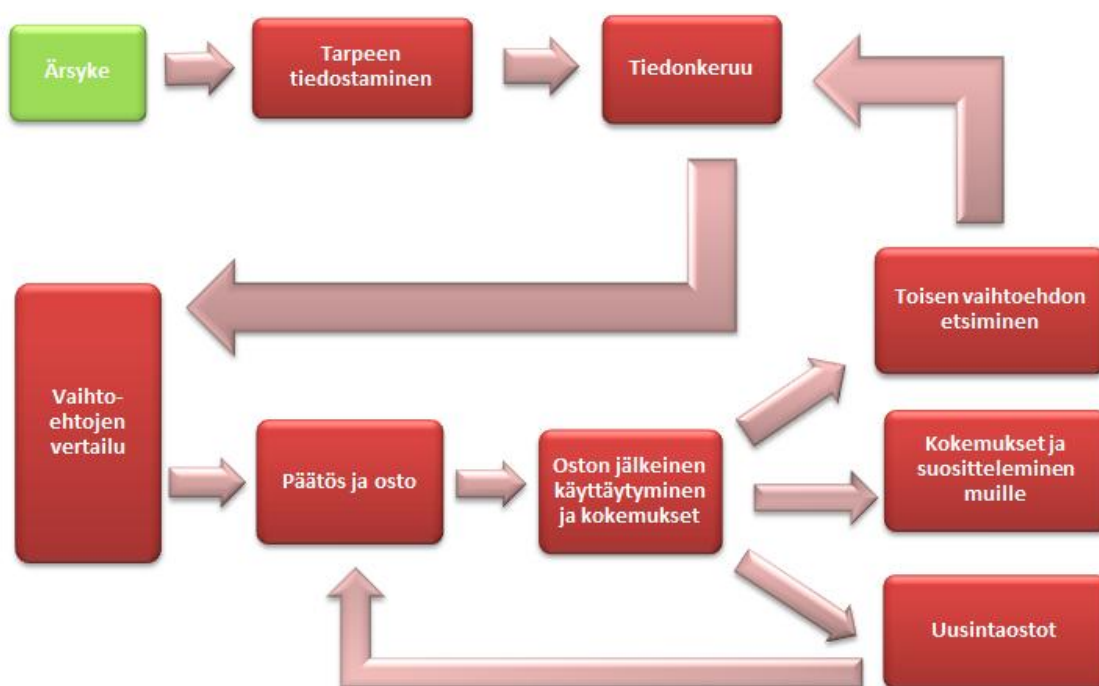 Ärsyke
Tarpeen
tiedostaminen
Tiedonkeruu
Toisen vaihtoehdon
etsiminen
Vaihto-
ehtojen
vertailu
Päätös ja osto
Oston jälkeinen
käyttäytyminen
ja kokemukset
Kokemukset ja
suositteleminen
muille
Uusintaostot